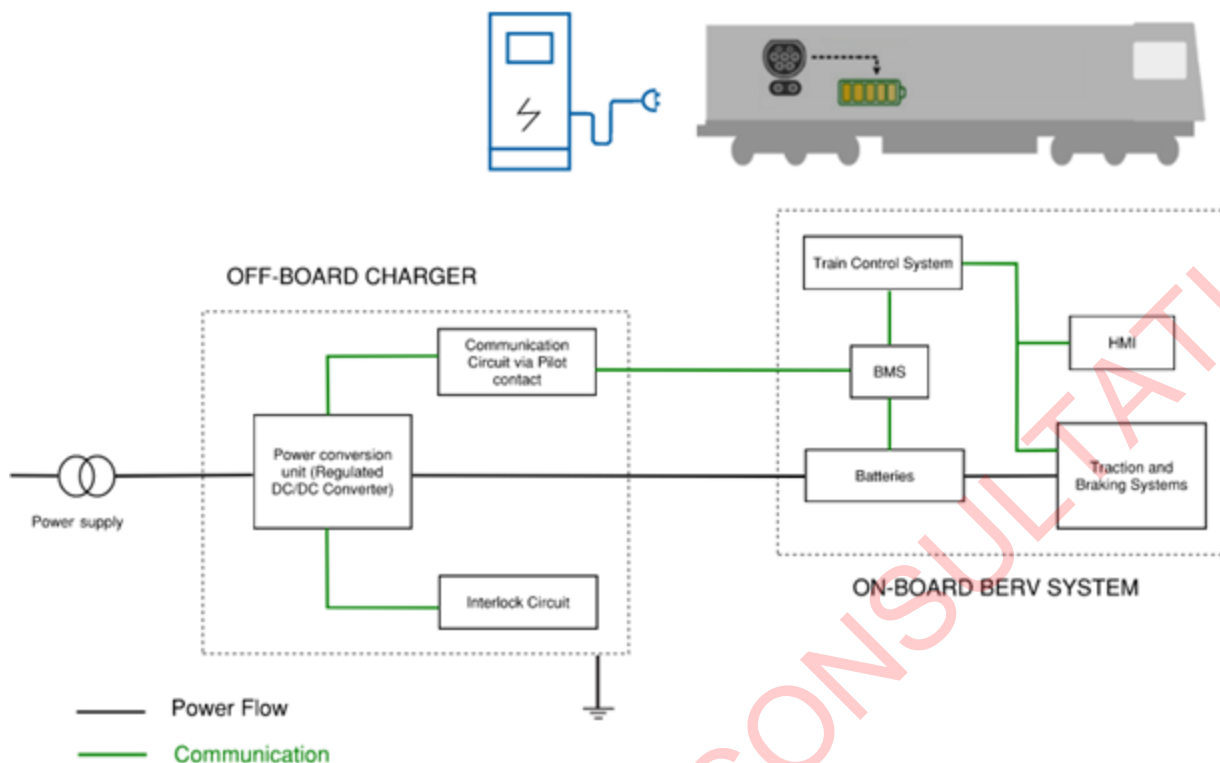 OFF-BOARD CHARGER
Communication
Circuit via Pilot
contact
Power conversion
unit (Regulated
DC/DC Converter)
Interlock Circuit
Power supply
Train Control System
BMS
HMI
Batteries
Traction and
Braking Systems
ON-BOARD BERV SYSTEM
Power Flow
Communication